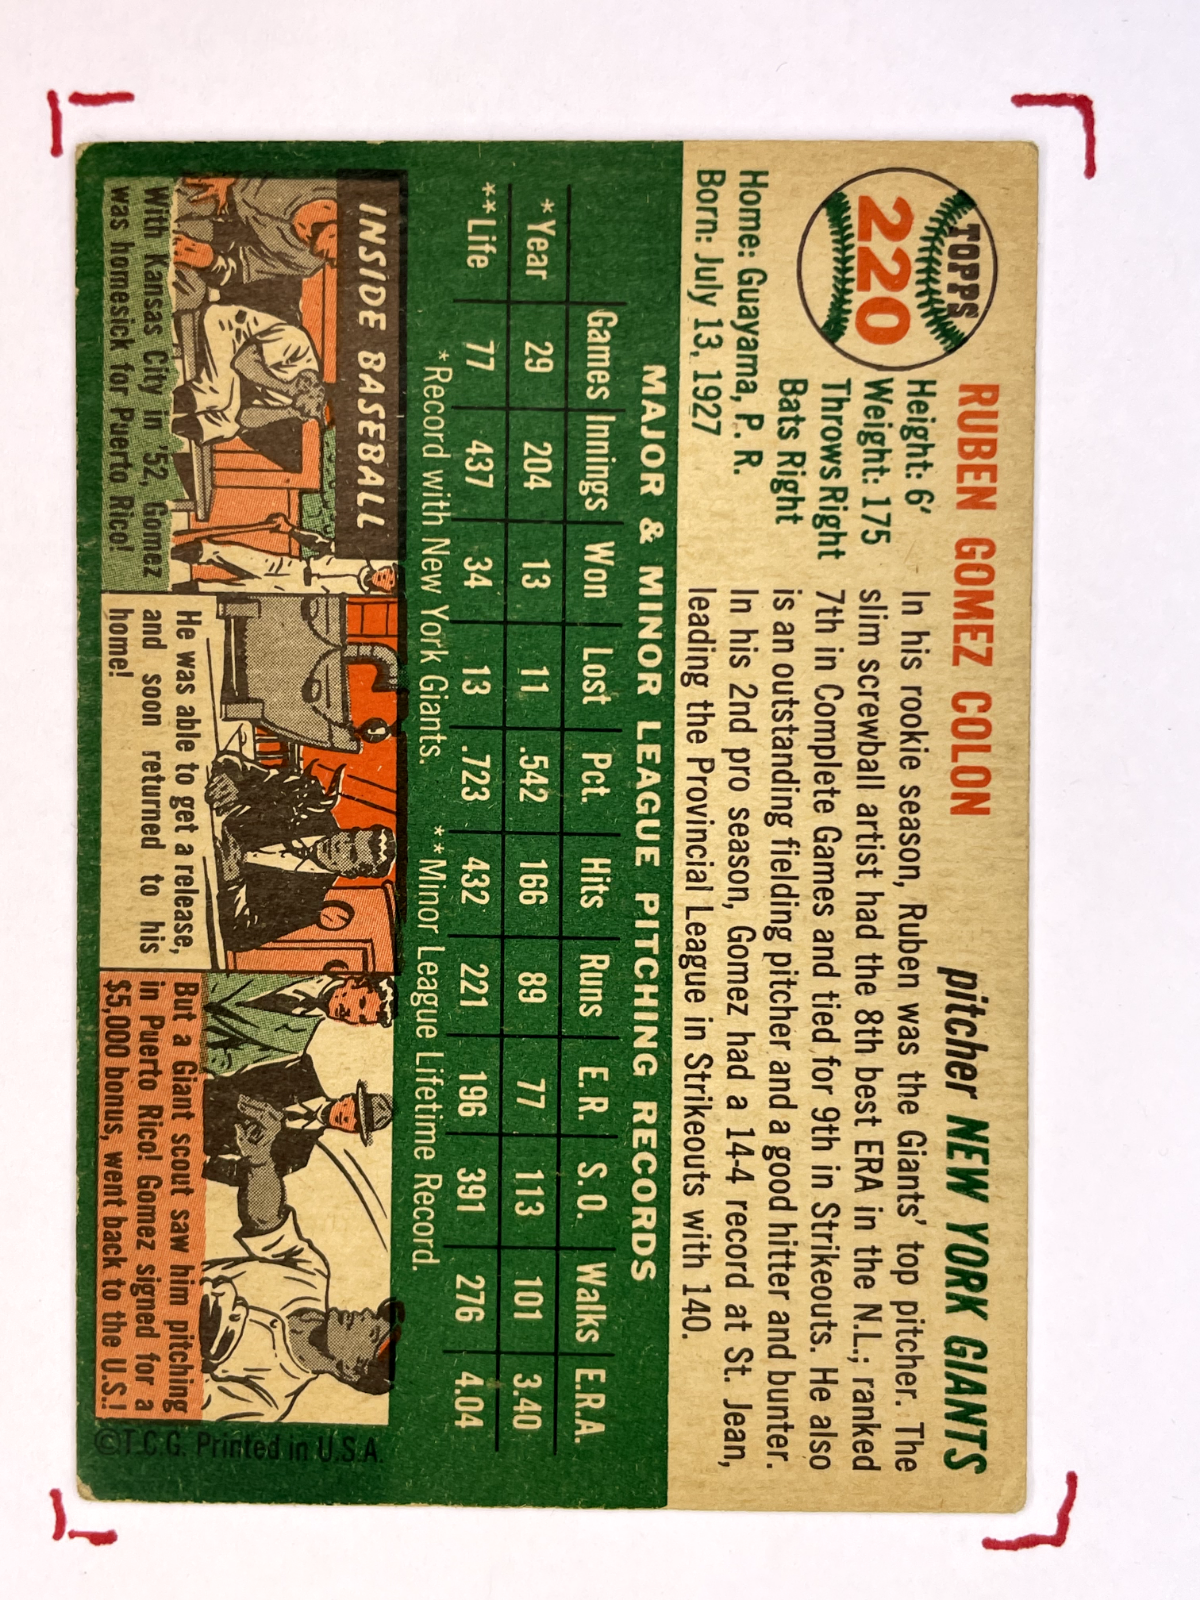 TOPPS
220
RUBEN GOMEZ COLON
pitcher NEW YORK GIANTS
Height: 6'
Weight: 175
Throws Right
Bats Right
Home: Guayama, P. R.
Born: July 13, 1927
In his rookie season, Ruben was the Giants' top pitcher. The
slim screwball artist had the 8th best ERA in the N.L.; ranked
7th in Complete Games and tied for 9th in Strikeouts. He also
is an outstanding fielding pitcher and a good hitter and bunter.
In his 2nd pro season, Gomez had a 14-4 record at St. Jean,
leading the Provincial League in Strikeouts with 140.
MAJOR & MINOR LEAGUE PITCHING RECORDS
Games Innings Won Lost Pct. Hits Runs E.R. S.O. Walks E.R.A.
*Year 29 204 13 11 .542 166 89 77 113 101 3.40
**Life 77 437 34 13 .723 432 221 196 391 276 4.04
*Record with New York Giants. **Minor League Lifetime Record.
INSIDE BASEBALL
With Kansas City in '52, Gomez
was homesick for Puerto Rico!
He was able to get a release,
and soon returned to his
home!
But a Giant scout saw him pitching
in Puerto Rico! Gomez signed for a
$5,000 bonus, went back to the U.S.!
©T.C.G. Printed in U.S.A.